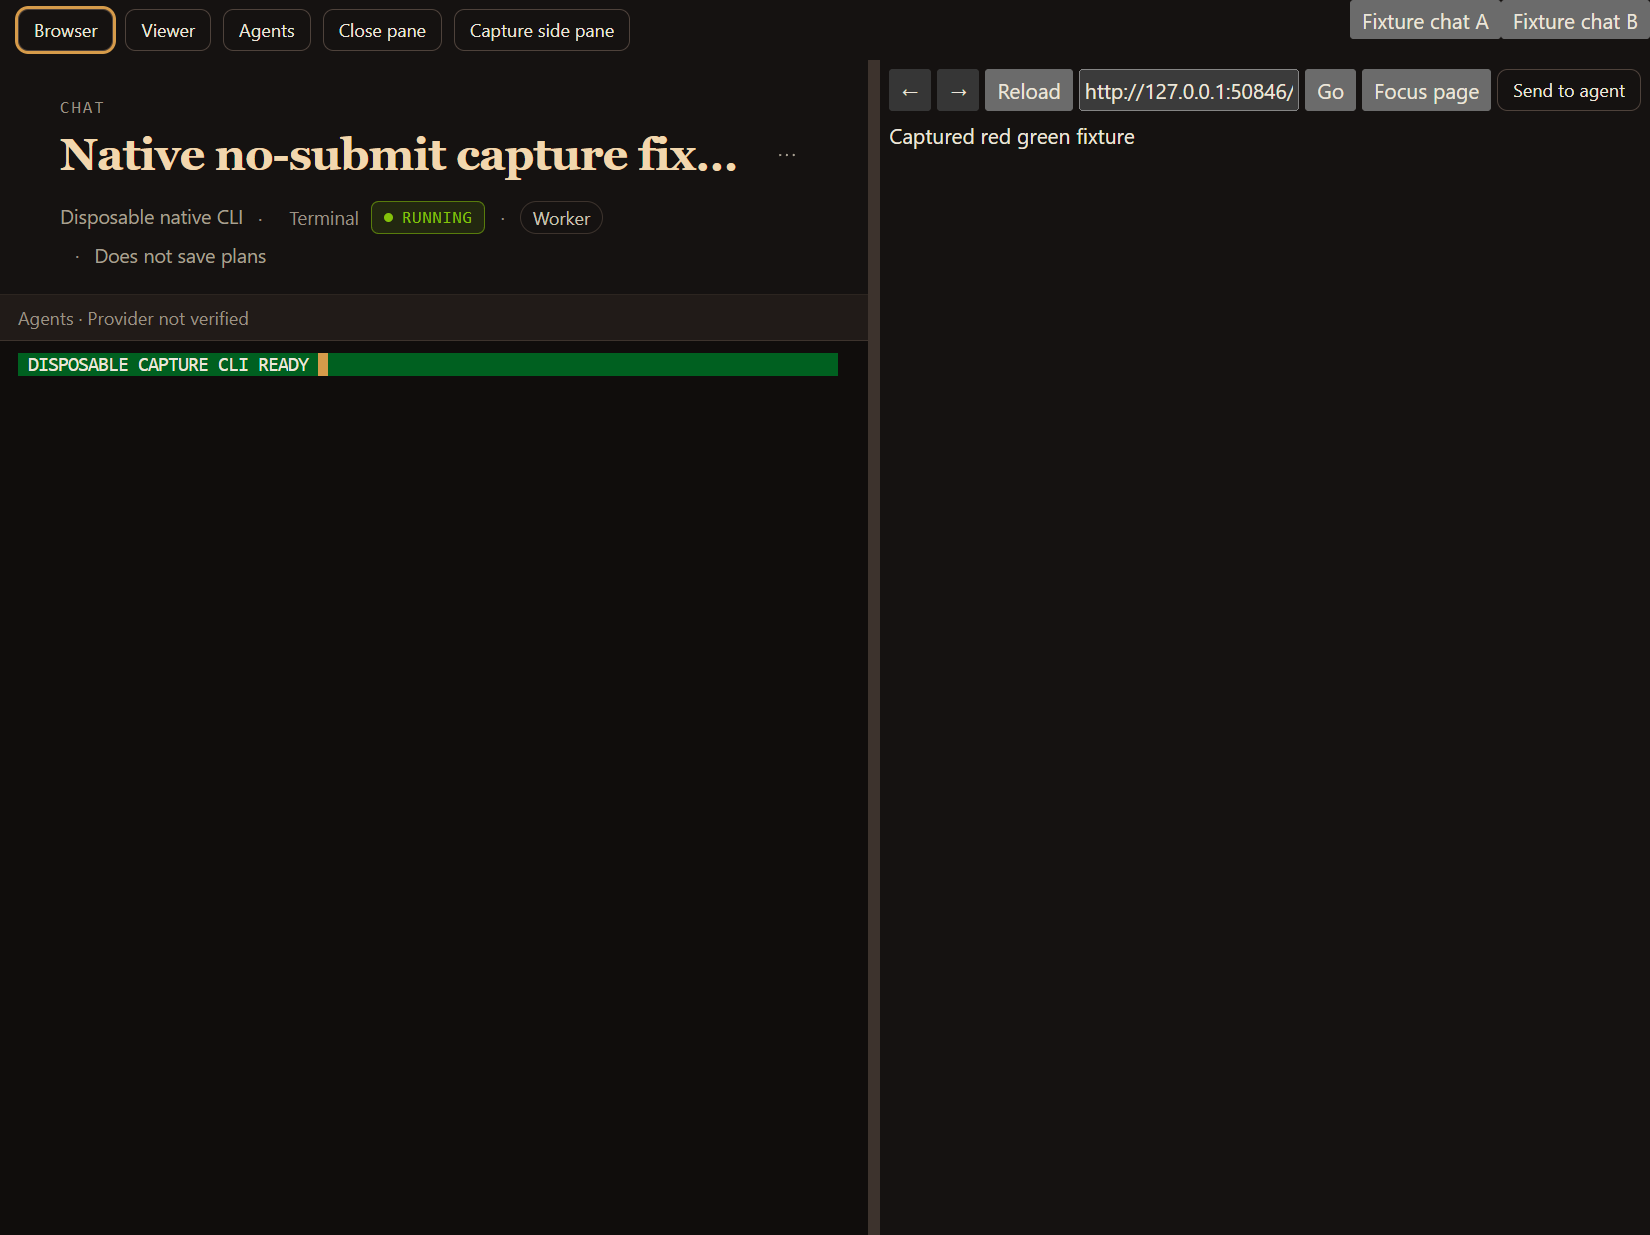 Browser Viewer Agents Close pane Capture side pane Fixture chat A Fixture chat B
← → Reload http://127.0.0.1:50846/ Go Focus page Send to agent
Captured red green fixture
CHAT
Native no-submit capture fix...
Disposable native CLI · Terminal RUNNING · Worker
· Does not save plans
Agents · Provider not verified
DISPOSABLE CAPTURE CLI READY